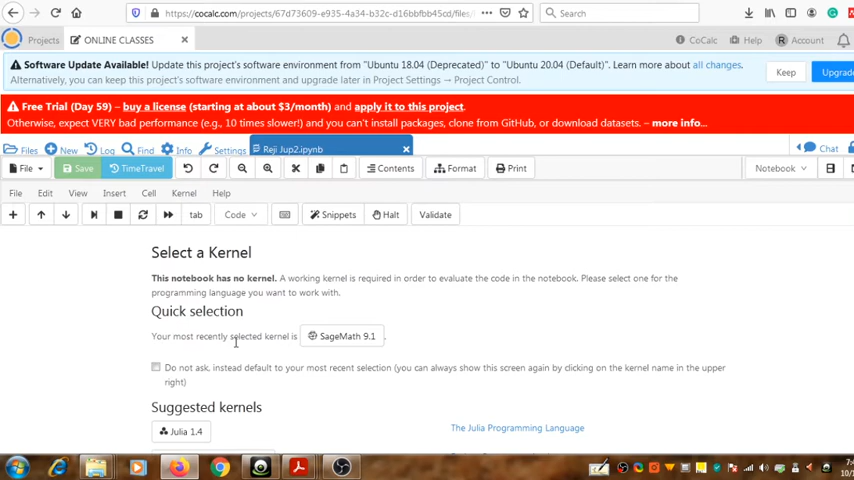 https://cocalc.com/projects/67d73609-e935-4a34-b32c-d16bbfbb45cd/files/
Search
Projects
ONLINE CLASSES
CoCalc
Help
Account
Software Update Available! Update this project's software environment from "Ubuntu 18.04 (Deprecated)" to "Ubuntu 20.04 (Default)". Learn more about all changes.
Alternatively, you can keep this project's software environment and upgrade later in Project Settings → Project Control.
Keep
Upgrade
Free Trial (Day 59) – buy a license (starting at about $3/month) and apply it to this project.
Otherwise, expect VERY bad performance (e.g., 10 times slower!) and you can't install packages, clone from GitHub, or download datasets. – more info...
Files
New
Log
Find
Info
Settings
Reji Jup2.ipynb
Chat
File
Save
TimeTravel
Contents
Format
Print
Notebook
File Edit View Insert Cell Kernel Help
tab
Code
Snippets
Halt
Validate
Select a Kernel
This notebook has no kernel. A working kernel is required in order to evaluate the code in the notebook. Please select one for the
programming language you want to work with.
Quick selection
Your most recently selected kernel is SageMath 9.1 .
Do not ask, instead default to your most recent selection (you can always show this screen again by clicking on the kernel name in the upper
right)
Suggested kernels
Julia 1.4
The Julia Programming Language